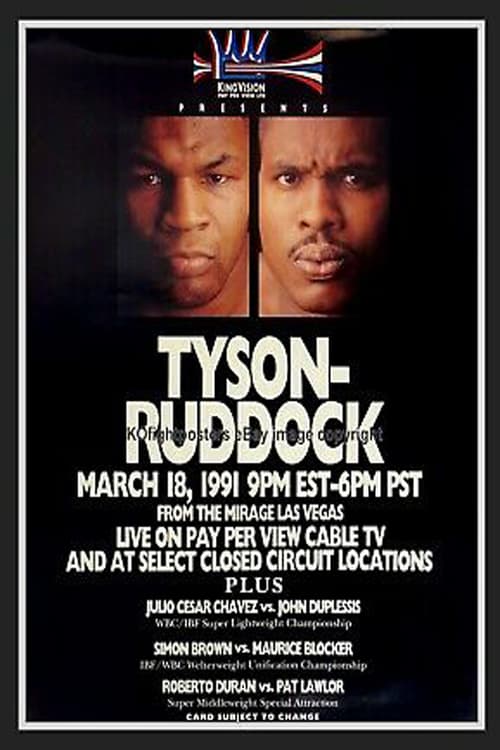 KINGVISION
PAY PER VIEW LTD
PRESENTS
TYSON-
RUDDOCK
KOfightposters eBay image copyright
MARCH 18, 1991 9PM EST-6PM PST
FROM THE MIRAGE LAS VEGAS
LIVE ON PAY PER VIEW CABLE TV
AND AT SELECT CLOSED CIRCUIT LOCATIONS
PLUS
JULIO CESAR CHAVEZ vs. JOHN DUPLESSIS
WBC/IBF Super Lightweight Championship
SIMON BROWN vs. MAURICE BLOCKER
IBF/WBC Welterweight Unification Championship
ROBERTO DURAN vs. PAT LAWLOR
Super Middleweight Special Attraction
CARD SUBJECT TO CHANGE